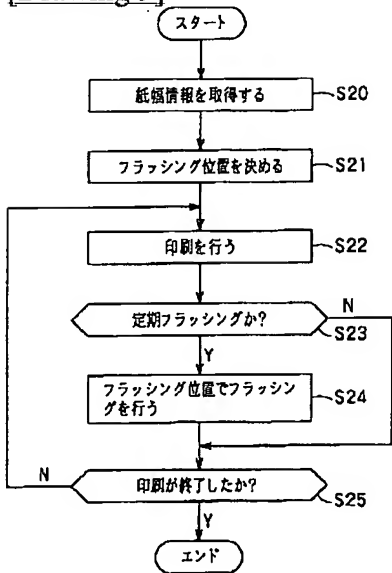 スタート
紙幅情報を取得する
S20
フラッシング位置を決める
S21
印刷を行う
S22
定期フラッシングか?
N
S23
Y
フラッシング位置でフラッシン
グを行う
S24
N
印刷が終了したか?
S25
Y
エンド